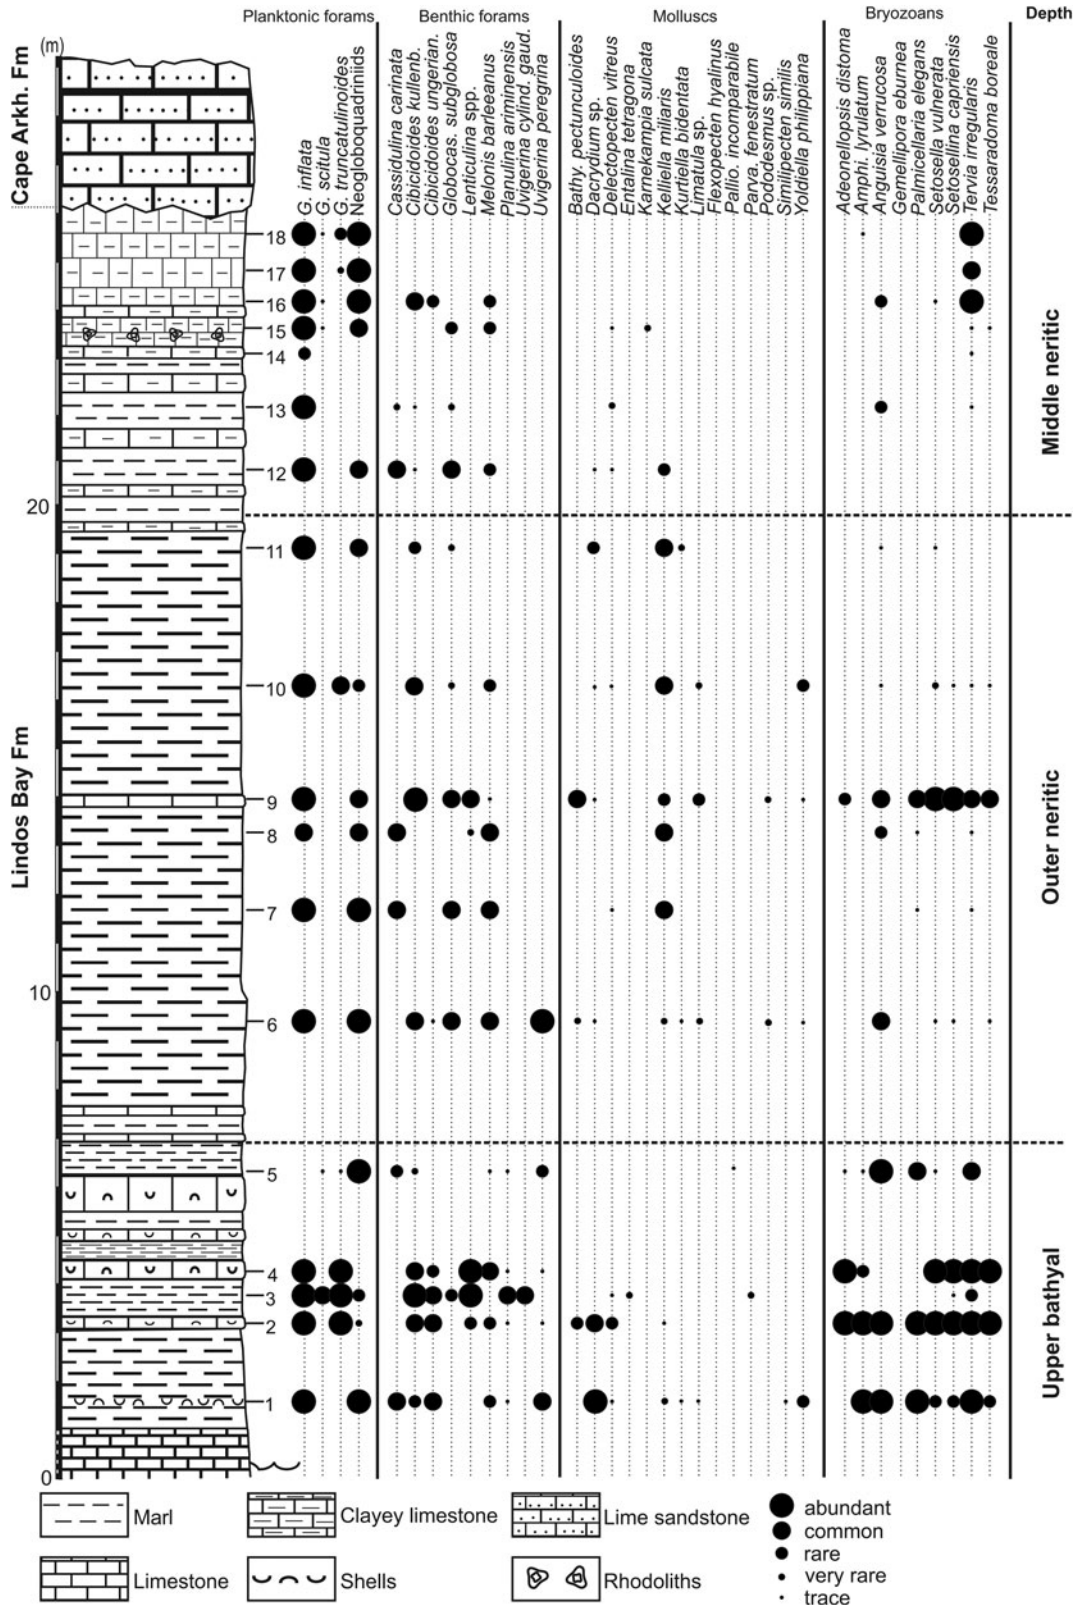 Planktonic forams
Benthic forams
Molluscs
Bryozoans
Depth
(m)
G. inflata
G. scitula
G. truncatulinoides
Neogloboquadriniids
Cassidulina carinata
Cibicidoides kullenb.
Cibicidoides ungerian.
Globocas. subglobosa
Lenticulina spp.
Melonis barleeanus
Planulina ariminensis
Uvigerina cylind. gaud.
Uvigerina peregrina
Bathy. pectunculoides
Dacrydium sp.
Delectopecten vitreus
Entalina tetragona
Karnekampia sulcata
Kelliella miliaris
Kurtiella bidentata
Limatula sp.
Flexopecten hyalinus
Pallio. incomparabile
Parva. fenestratum
Pododesmus sp.
Similipecten similis
Yoldiella philippiana
Adeonellopsis distoma
Amphi. lyrulatum
Anguisia verrucosa
Gemellipora eburnea
Palmicellaria elegans
Setosella vulnerata
Setosellina capriensis
Tervia irregularis
Tessaradoma boreale
Cape Arkh. Fm
Lindos Bay Fm
18
17
16
15
14
13
12
20
11
10
9
8
7
10
6
5
4
3
2
1
0
Middle neritic
Outer neritic
Upper bathyal
Marl
Clayey limestone
Lime sandstone
Limestone
Shells
Rhodoliths
abundant
common
rare
very rare
trace